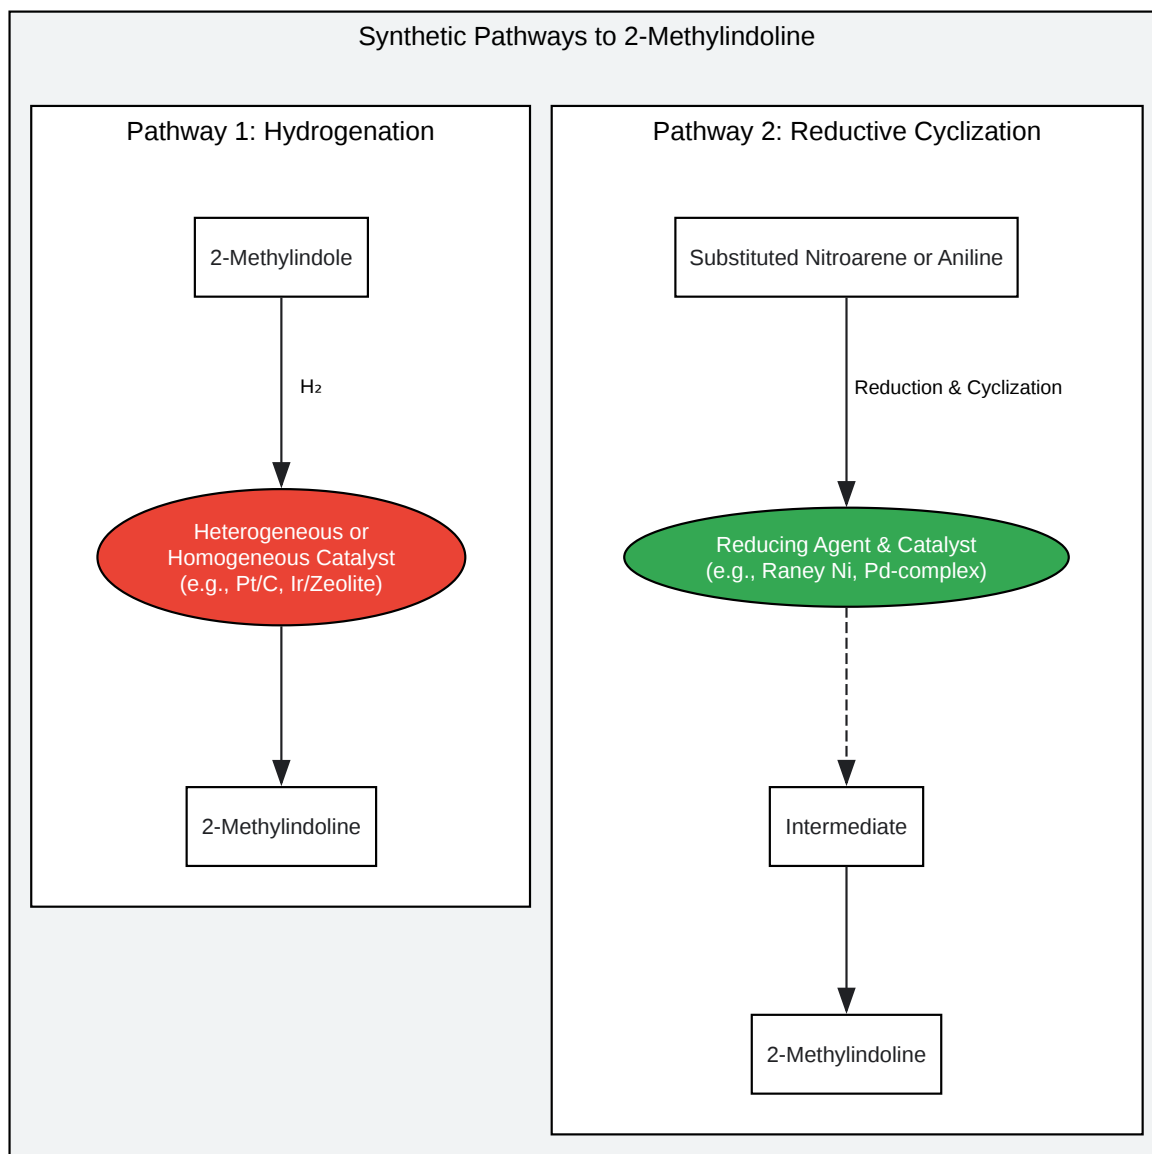 Synthetic Pathways to 2-Methylindoline
Pathway 1: Hydrogenation
2-Methylindole
H₂
Heterogeneous or
Homogeneous Catalyst
(e.g., Pt/C, Ir/Zeolite)
2-Methylindoline
Pathway 2: Reductive Cyclization
Substituted Nitroarene or Aniline
Reduction & Cyclization
Reducing Agent & Catalyst
(e.g., Raney Ni, Pd-complex)
Intermediate
2-Methylindoline